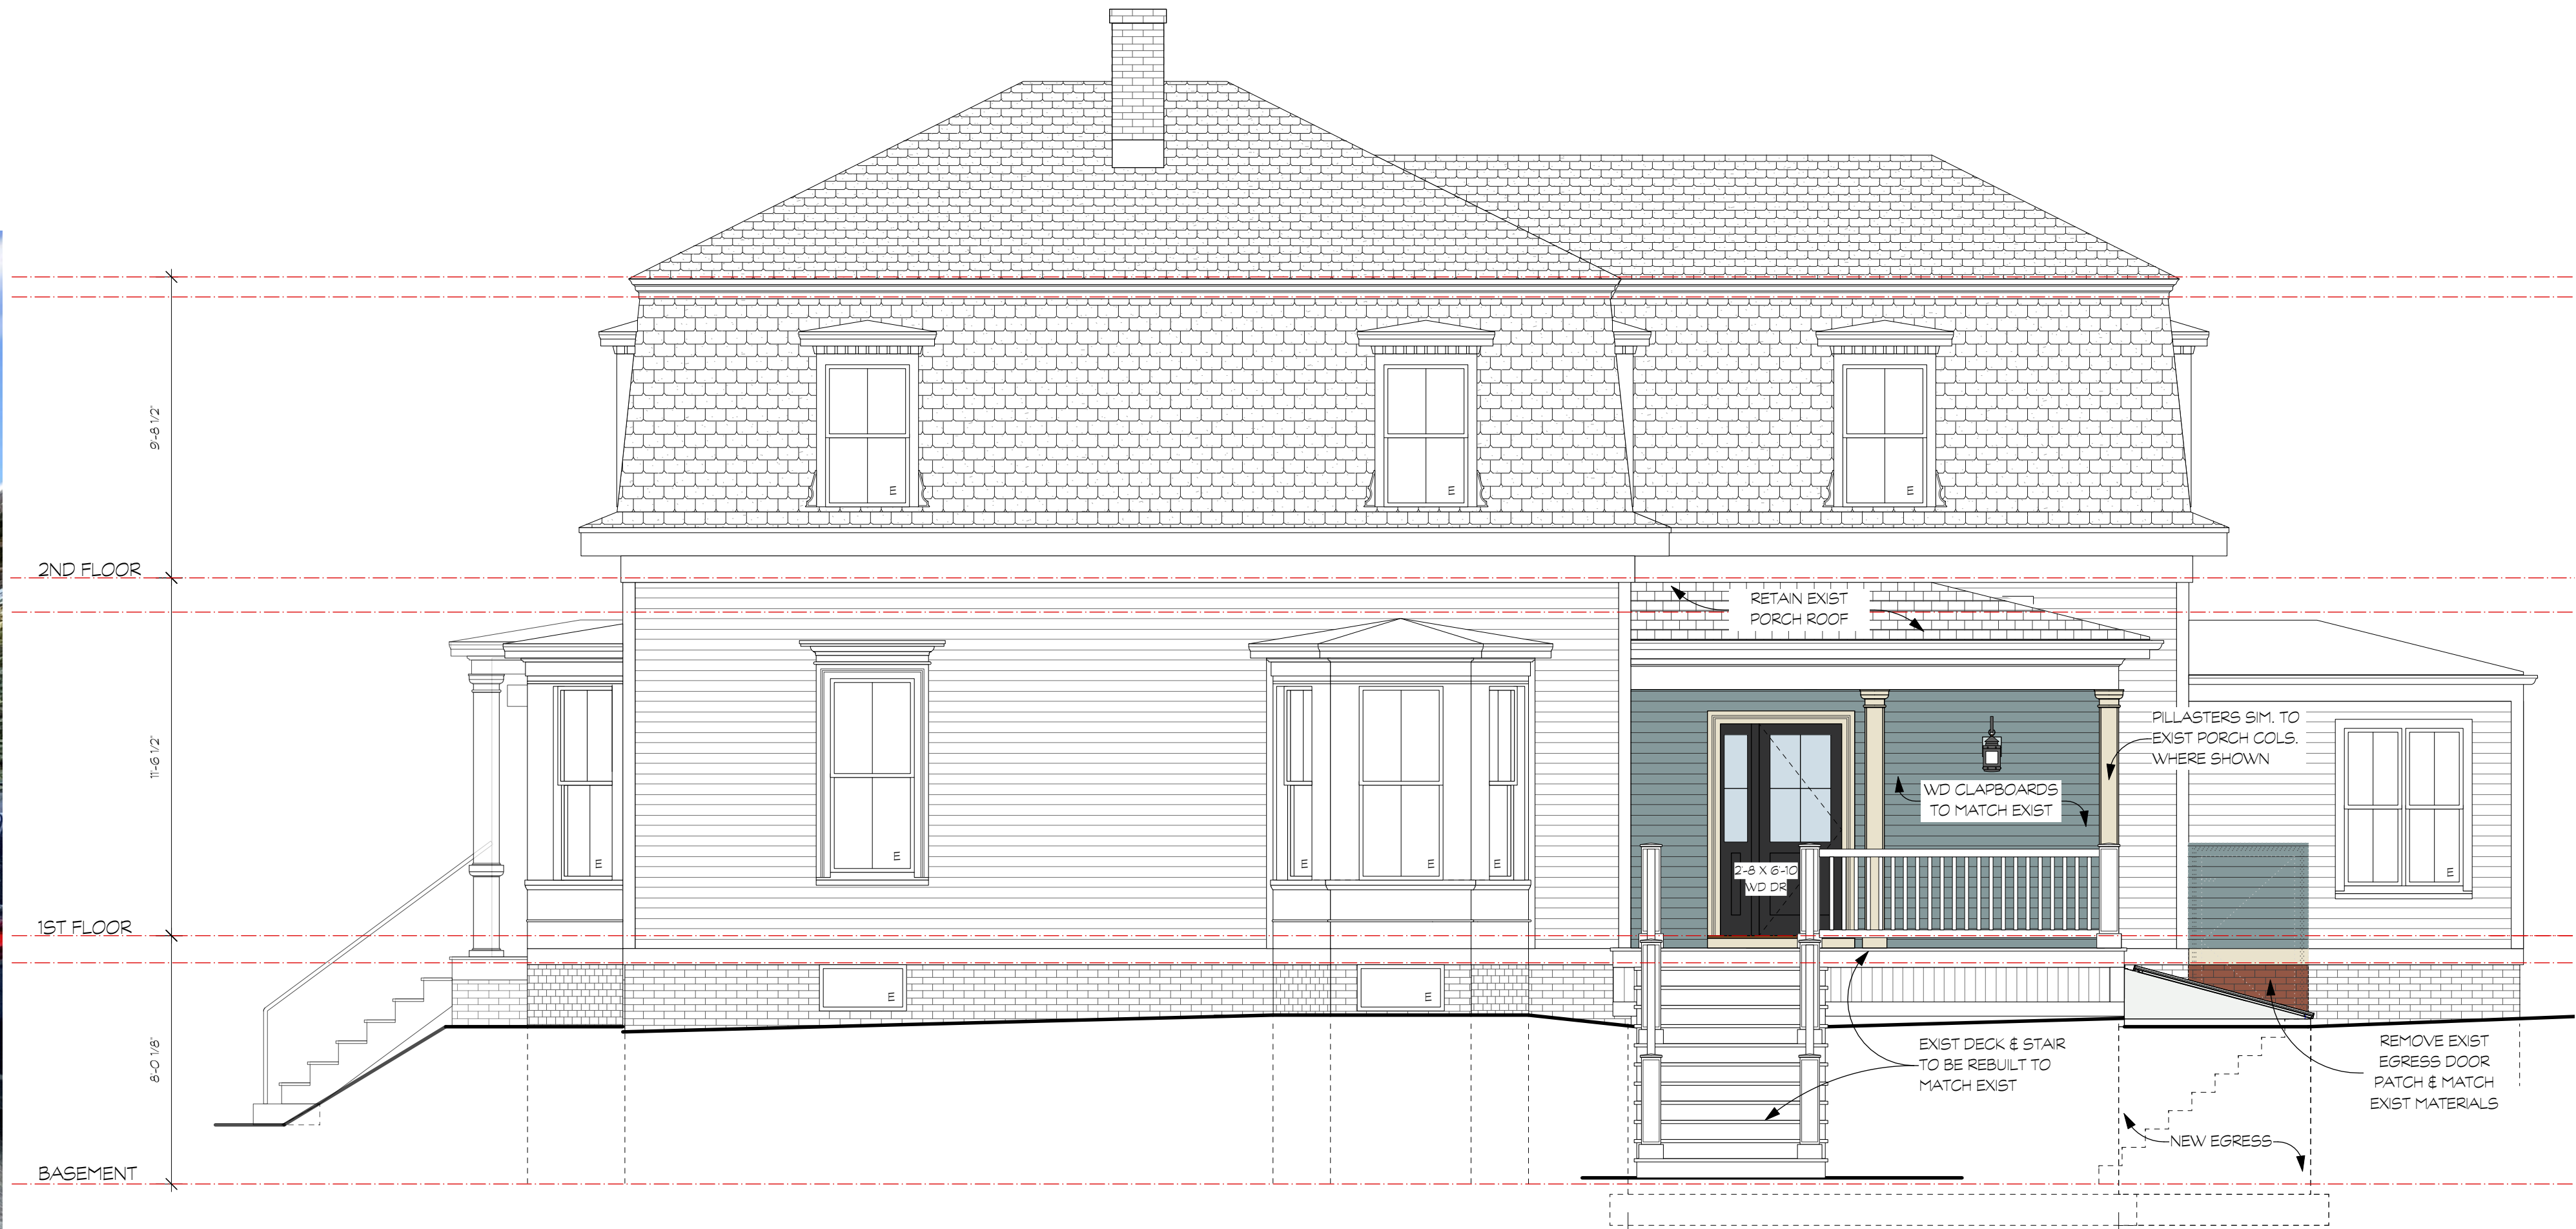 9'-8 1/2"
2ND FLOOR
11'-6 1/2"
1ST FLOOR
8'-0 1/8"
BASEMENT
E
E
E
RETAIN EXIST
PORCH ROOF
E
E
E
E
E
2-8 X 6-10
WD DR
WD CLAPBOARDS
TO MATCH EXIST
PILLASTERS SIM. TO
EXIST PORCH COLS.
WHERE SHOWN
E
E
E
EXIST DECK & STAIR
TO BE REBUILT TO
MATCH EXIST
REMOVE EXIST
EGRESS DOOR
PATCH & MATCH
EXIST MATERIALS
NEW EGRESS